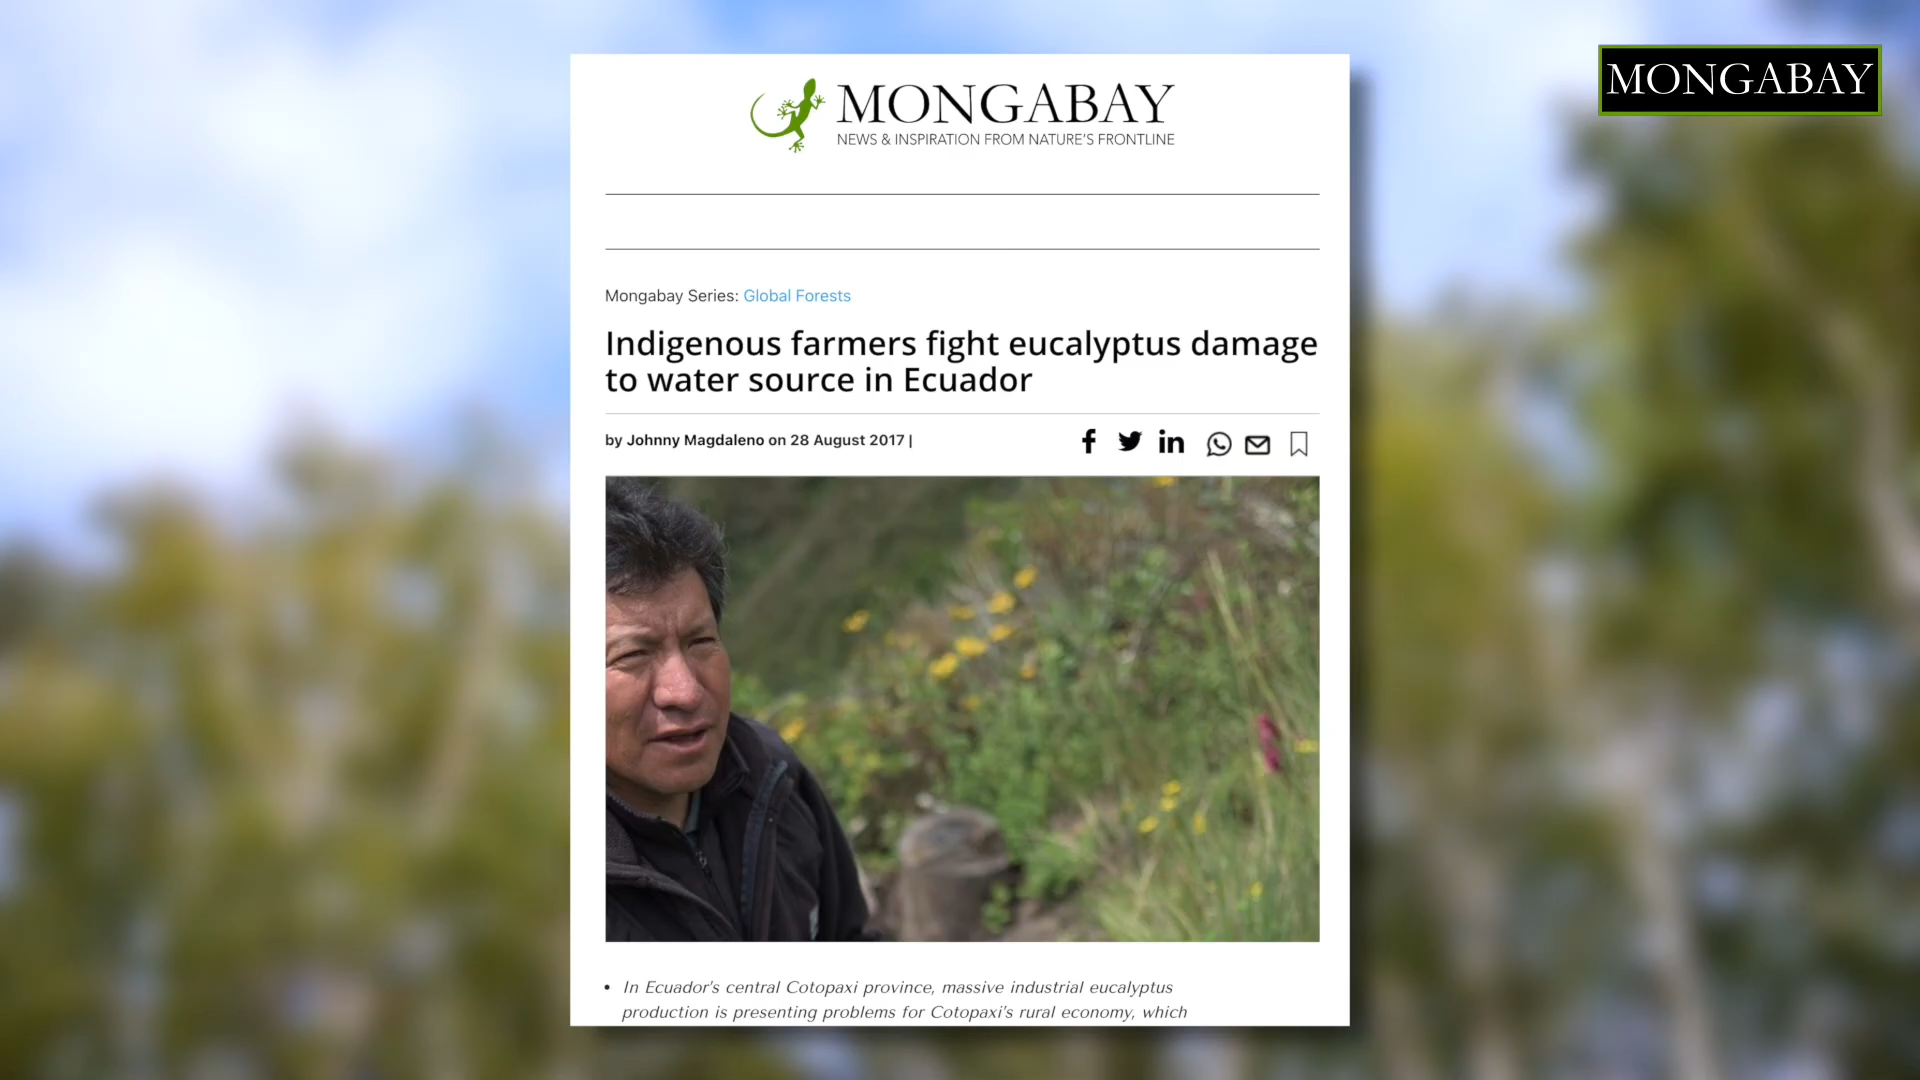 MONGABAY
MONGABAY
NEWS & INSPIRATION FROM NATURE'S FRONTLINE
Mongabay Series: Global Forests
Indigenous farmers fight eucalyptus damage
to water source in Ecuador
by Johnny Magdaleno on 28 August 2017 |
In Ecuador's central Cotopaxi province, massive industrial eucalyptus
production is presenting problems for Cotopaxi's rural economy, which